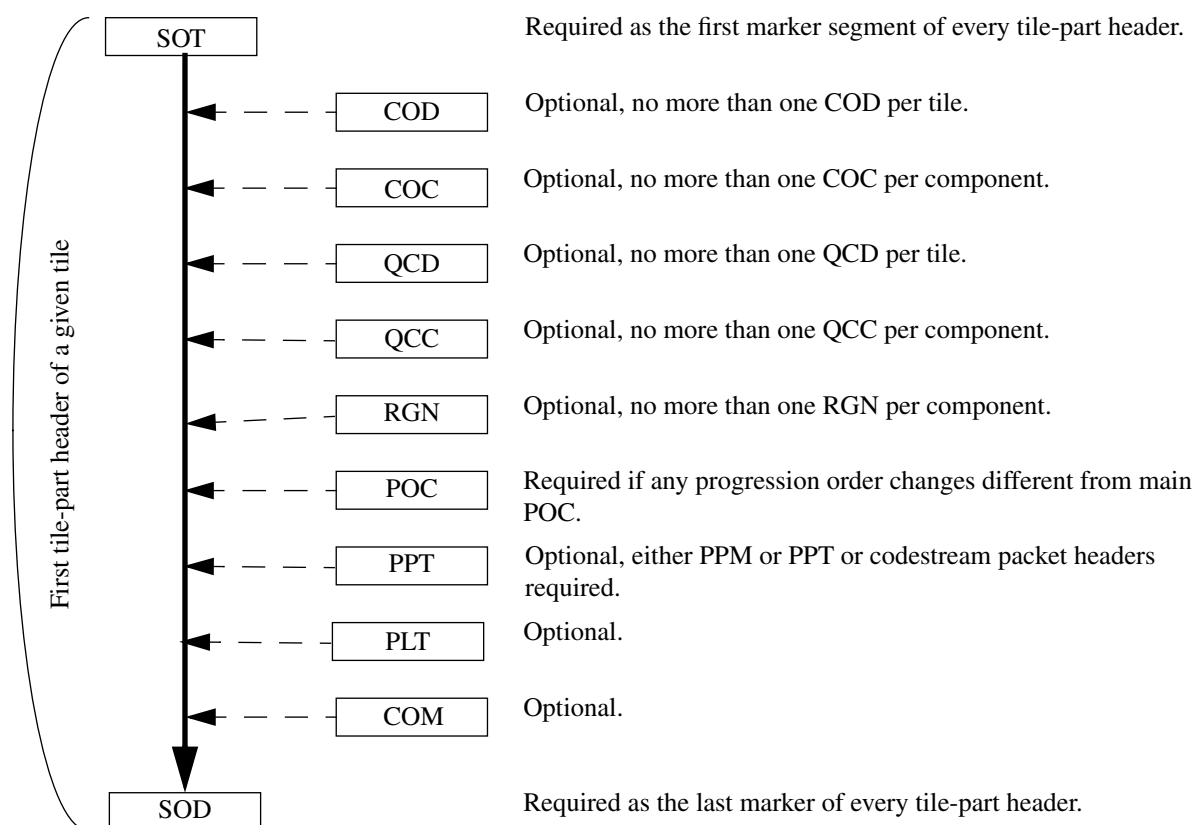 SOT
Required as the first marker segment of every tile-part header.
COD
Optional, no more than one COD per tile.
COC
Optional, no more than one COC per component.
QCD
Optional, no more than one QCD per tile.
QCC
Optional, no more than one QCC per component.
RGN
Optional, no more than one RGN per component.
POC
Required if any progression order changes different from main
POC.
PPT
Optional, either PPM or PPT or codestream packet headers
required.
PLT
Optional.
COM
Optional.
SOD
Required as the last marker of every tile-part header.
First tile-part header of a given tile